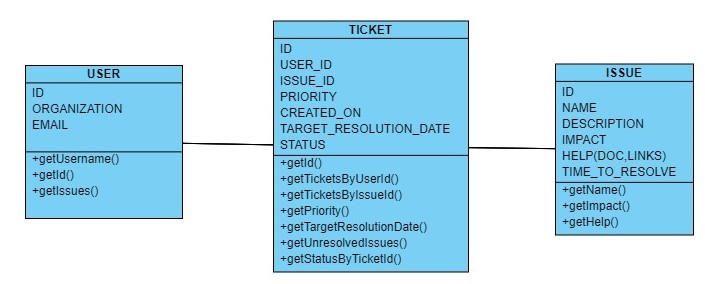 USER
ID
ORGANIZATION
EMAIL
+getUsername()
+getId()
+getIssues()
TICKET
ID
USER_ID
ISSUE_ID
PRIORITY
CREATED_ON
TARGET_RESOLUTION_DATE
STATUS
+getId()
+getTicketsByUserId()
+getTicketsByIssueId()
+getPriority()
+getTargetResolutionDate()
+getUnresolvedIssues()
+getStatusByTicketId()
ISSUE
ID
NAME
DESCRIPTION
IMPACT
HELP(DOC,LINKS)
TIME_TO_RESOLVE
+getName()
+getImpact()
+getHelp()